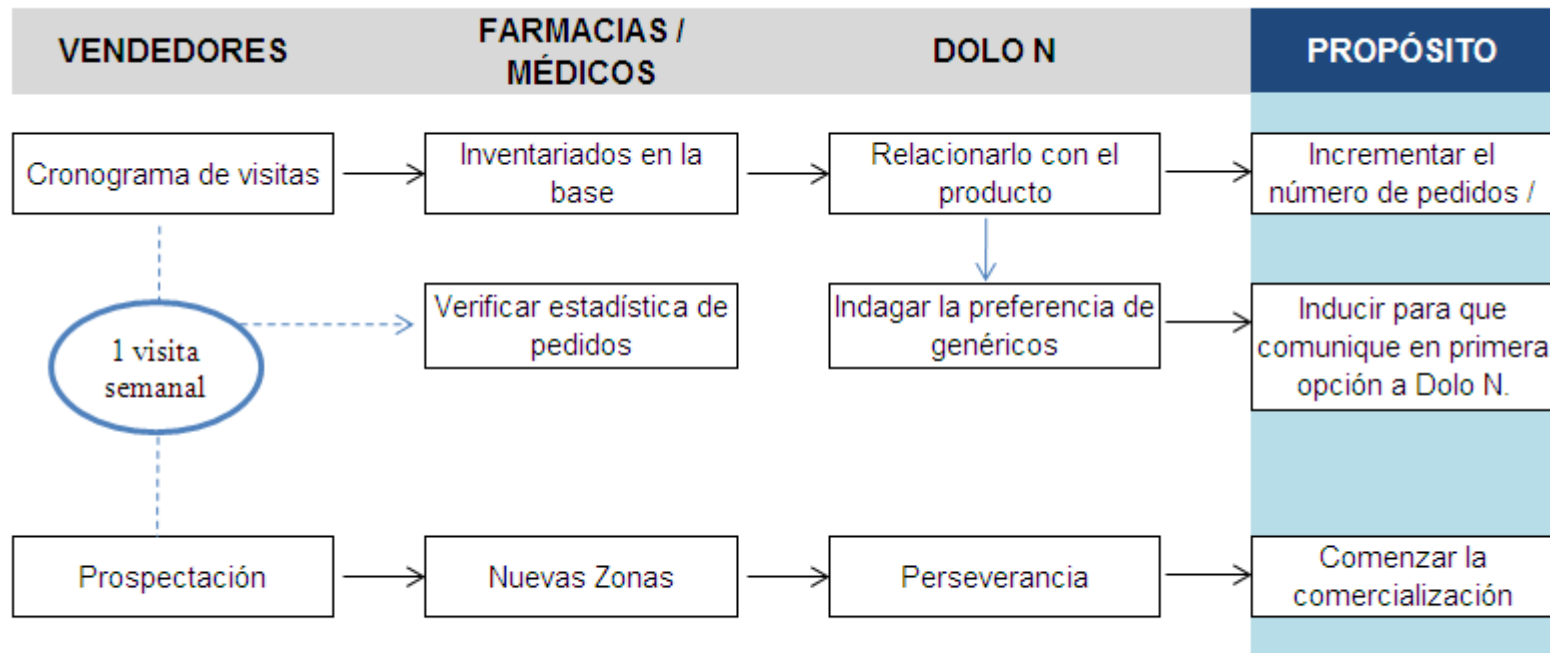 VENDEDORES
FARMACIAS /
MÉDICOS
DOLO N
PROPÓSITO
Cronograma de visitas
Inventariados en la
base
Relacionarlo con el
producto
Incrementar el
número de pedidos /
1 visita
semanal
Verificar estadística de
pedidos
Indagar la preferencia de
genéricos
Inducir para que
comunique en primera
opción a Dolo N.
Prospectación
Nuevas Zonas
Perseverancia
Comenzar la
comercialización